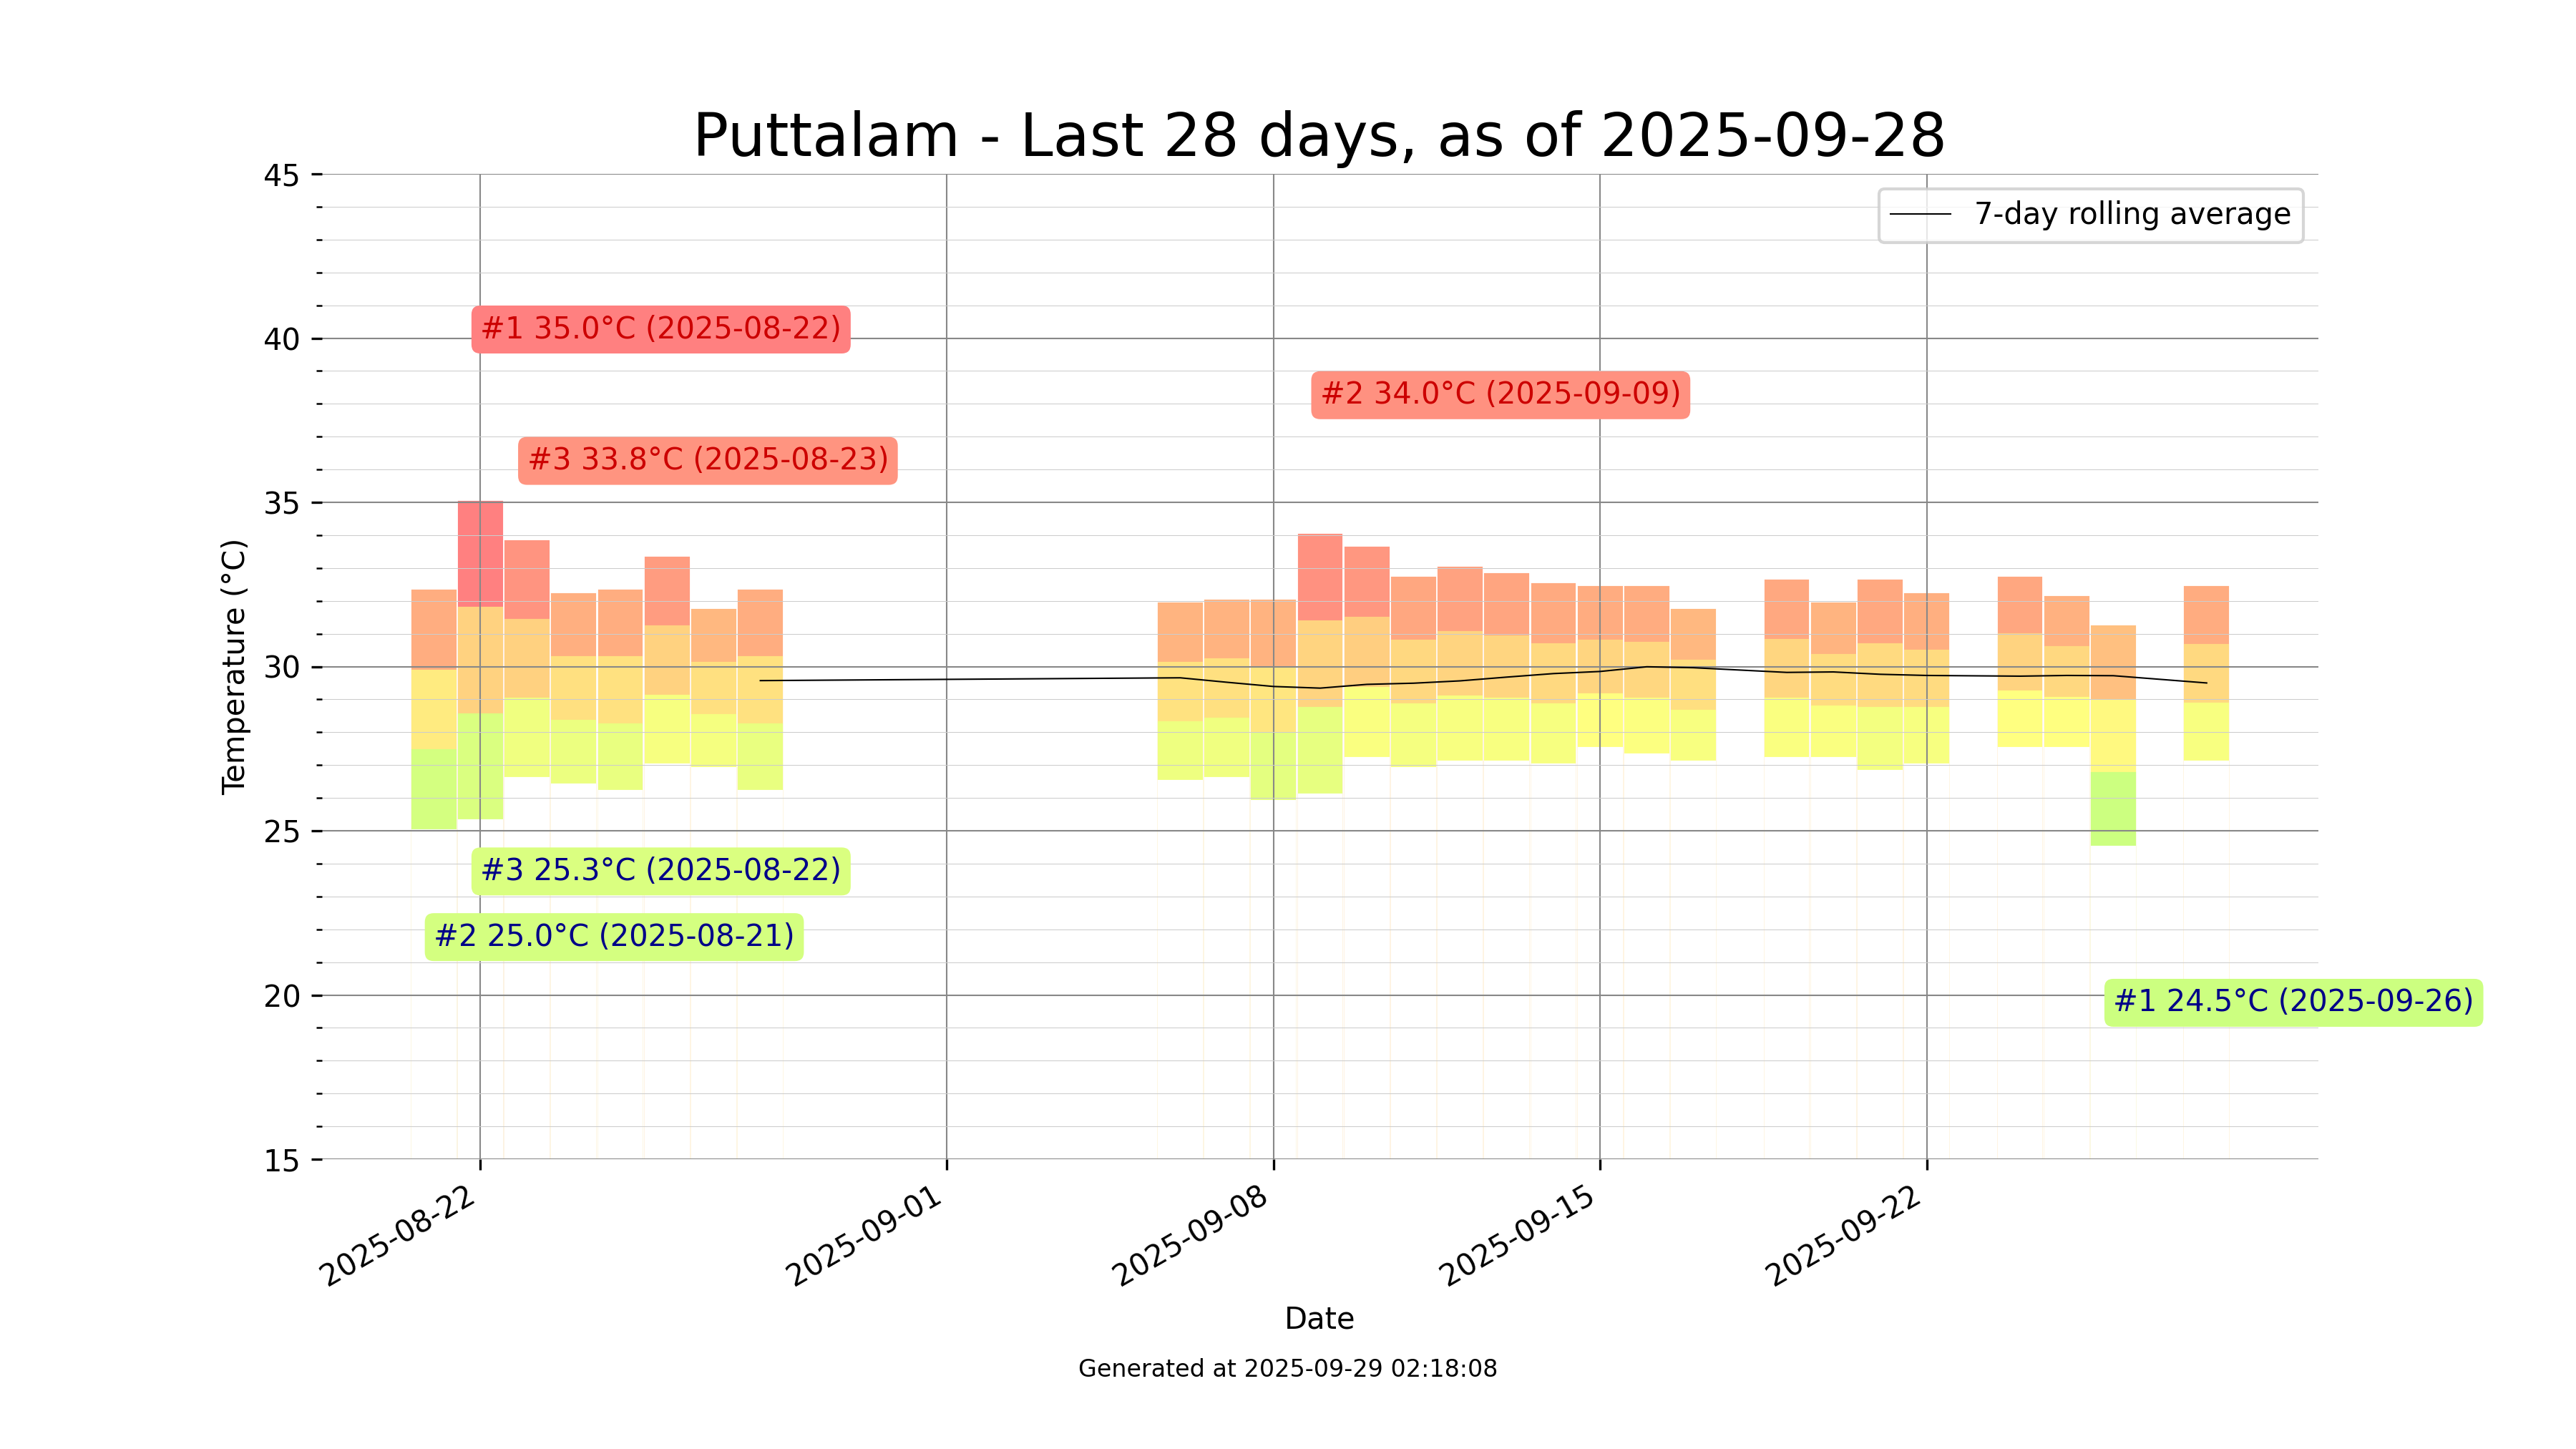 Puttalam - Last 28 days, as of 2025-09-28
45
7-day rolling average
#1 35.0°C (2025-08-22)
40
#2 34.0°C (2025-09-09)
#3 33.8°C (2025-08-23)
35
Temperature (°C)
30
25
#3 25.3°C (2025-08-22)
#2 25.0°C (2025-08-21)
20
#1 24.5°C (2025-09-26)
15
2025-08-22
2025-09-01
2025-09-08
2025-09-15
2025-09-22
Date
Generated at 2025-09-29 02:18:08